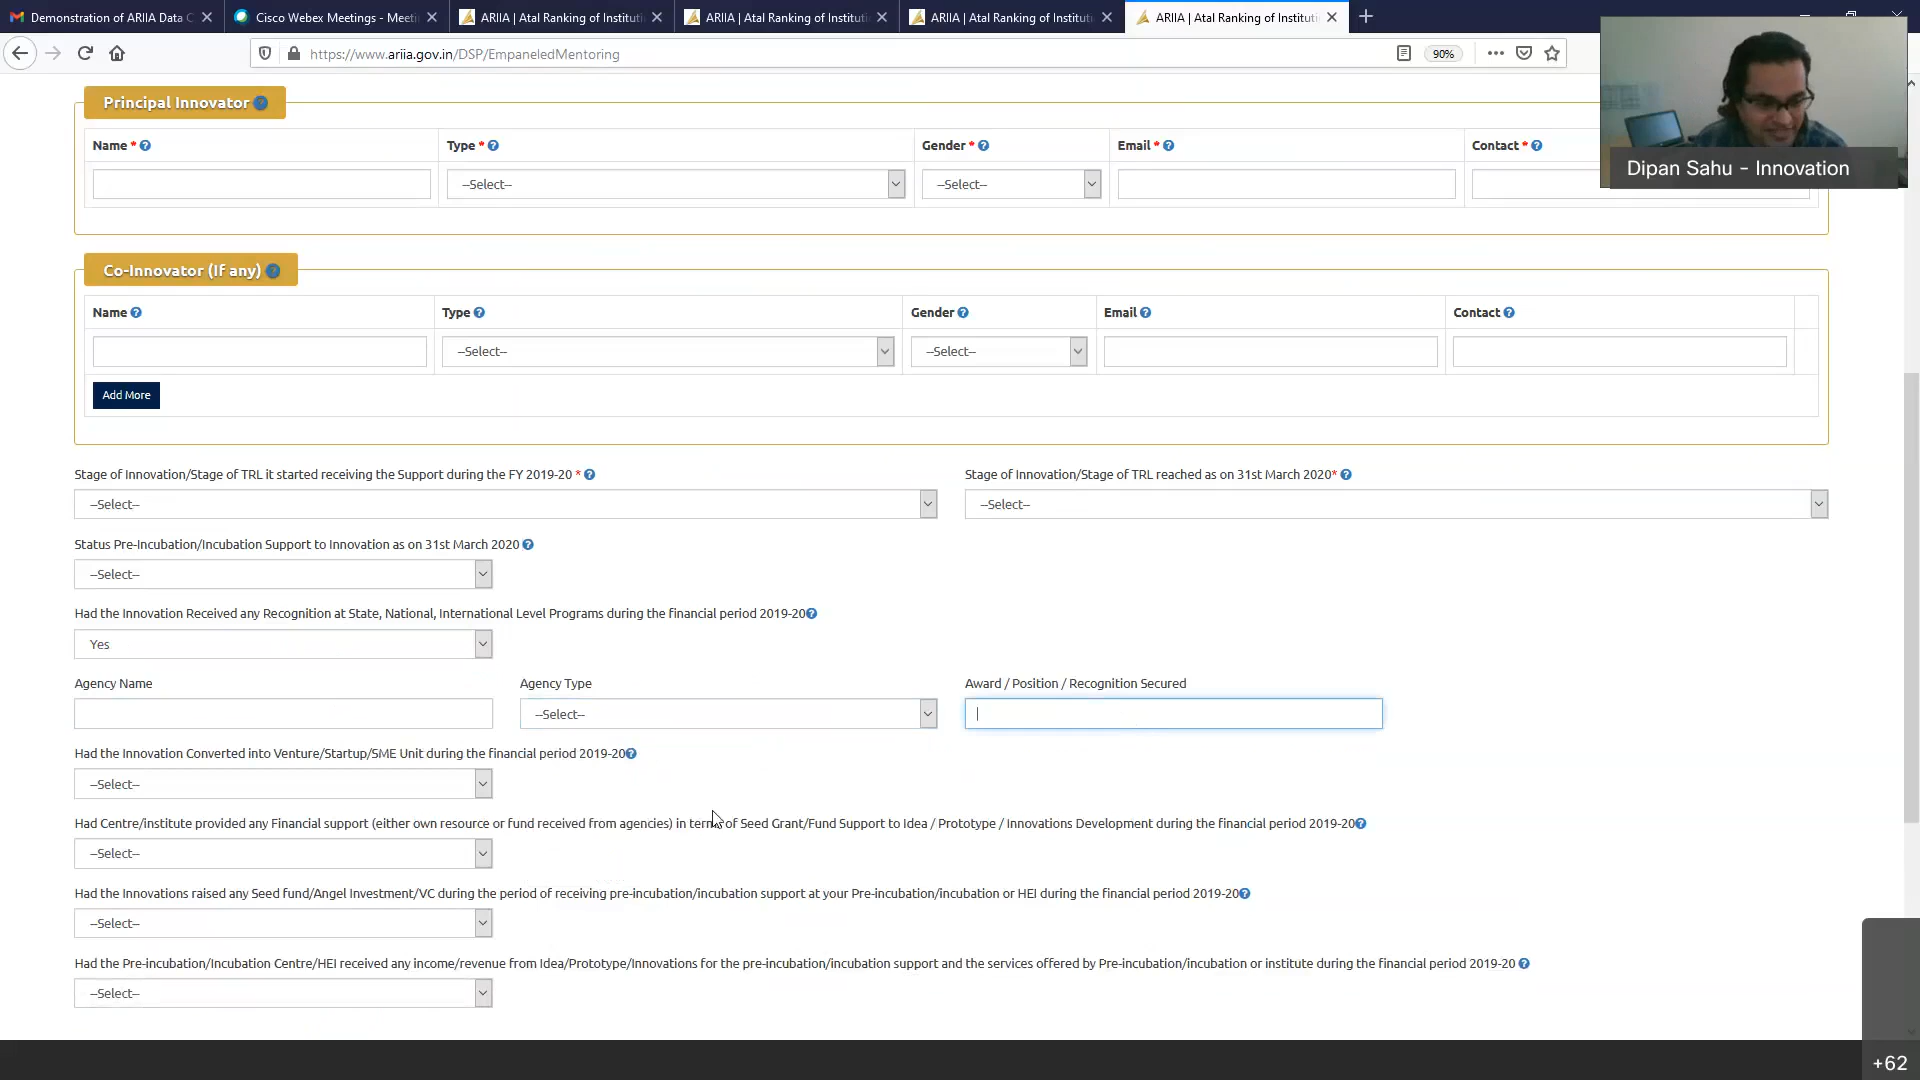 Demonstration of ARIIA Data C
Cisco Webex Meetings - Meeti
ARIIA | Atal Ranking of Instituti
ARIIA | Atal Ranking of Instituti
ARIIA | Atal Ranking of Instituti
ARIIA | Atal Ranking of Instituti
https://www.ariia.gov.in/DSP/EmpaneledMentoring
90%
Principal Innovator
Name * Type * Gender * Email * Contact *
--Select-- --Select--
Dipan Sahu - Innovation
Co-Innovator (If any)
Name Type Gender Email Contact
--Select-- --Select--
Add More
Stage of Innovation/Stage of TRL it started receiving the Support during the FY 2019-20 * Stage of Innovation/Stage of TRL reached as on 31st March 2020*
--Select-- --Select--
Status Pre-Incubation/Incubation Support to Innovation as on 31st March 2020
--Select--
Had the Innovation Received any Recognition at State, National, International Level Programs during the financial period 2019-20
Yes
Agency Name Agency Type Award / Position / Recognition Secured
--Select--
Had the Innovation Converted into Venture/Startup/SME Unit during the financial period 2019-20
--Select--
Had Centre/institute provided any Financial support (either own resource or fund received from agencies) in term of Seed Grant/Fund Support to Idea / Prototype / Innovations Development during the financial period 2019-20
--Select--
Had the Innovations raised any Seed fund/Angel Investment/VC during the period of receiving pre-incubation/incubation support at your Pre-incubation/incubation or HEI during the financial period 2019-20
--Select--
Had the Pre-incubation/Incubation Centre/HEI received any income/revenue from Idea/Prototype/Innovations for the pre-incubation/incubation support and the services offered by Pre-incubation/incubation or institute during the financial period 2019-20
--Select--
+62